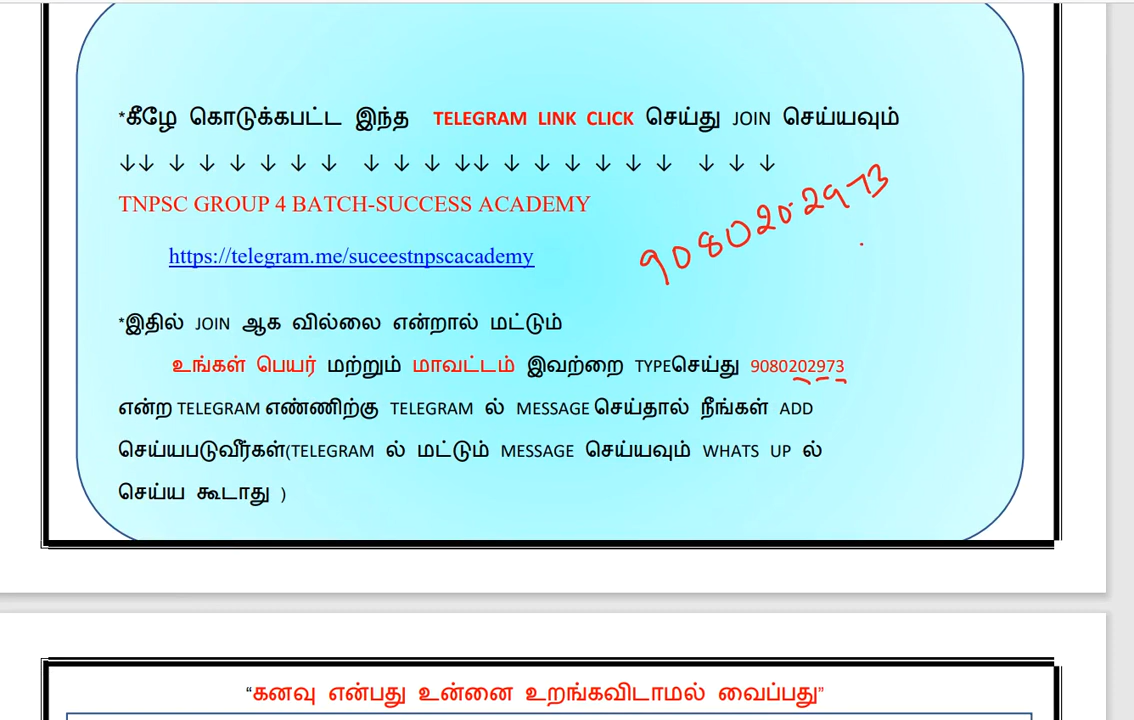 *கீழே கொடுக்கபட்ட இந்த TELEGRAM LINK CLICK செய்து JOIN செய்யவும்
↓↓ ↓ ↓ ↓ ↓ ↓ ↓ ↓ ↓ ↓ ↓ ↓↓ ↓ ↓ ↓ ↓ ↓ ↓ ↓ ↓ ↓
TNPSC GROUP 4 BATCH-SUCCESS ACADEMY
9080202973
https://telegram.me/suceestnpscacademy
*இதில் JOIN ஆக வில்லை என்றால் மட்டும்
உங்கள் பெயர் மற்றும் மாவட்டம் இவற்றை TYPEசெய்து 9080202973
என்ற TELEGRAM எண்ணிற்கு TELEGRAM ல் MESSAGE செய்தால் நீங்கள் ADD
செய்யபடுவீர்கள்(TELEGRAM ல் மட்டும் MESSAGE செய்யவும் WHATS UP ல்
செய்ய கூடாது )
“கனவு என்பது உன்னை உறங்கவிடாமல் வைப்பது”